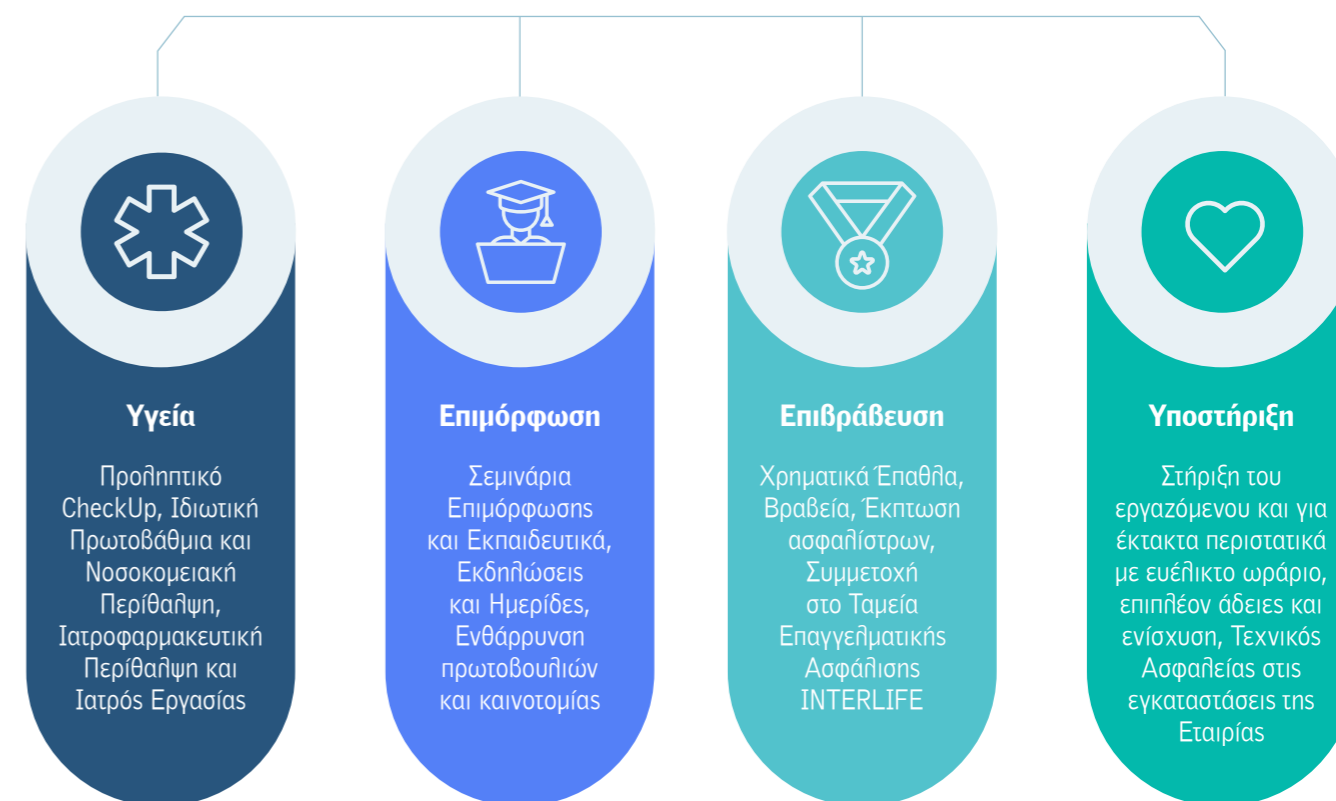 Υγεία
Προληπτικό
CheckUp, Ιδιωτική
Πρωτοβάθμια και
Νοσοκομειακή
Περίθαλψη,
Ιατροφαρμακευτική
Περίθαλψη και
Ιατρός Εργασίας
Επιμόρφωση
Σεμινάρια
Επιμόρφωσης
και Εκπαιδευτικά,
Εκδηλώσεις
και Ημερίδες,
Ενθάρρυνση
πρωτοβουλιών
και καινοτομίας
Επιβράβευση
Χρηματικά Έπαθλα,
Βραβεία, Έκπτωση
ασφαλίστρων,
Συμμετοχή
στο Ταμεία
Επαγγελματικής
Ασφάλισης
INTERLIFE
Υποστήριξη
Στήριξη του
εργαζόμενου και για
έκτακτα περιστατικά
με ευέλικτο ωράριο,
επιπλέον άδειες και
ενίσχυση, Τεχνικός
Ασφαλείας στις
εγκαταστάσεις της
Εταιρίας